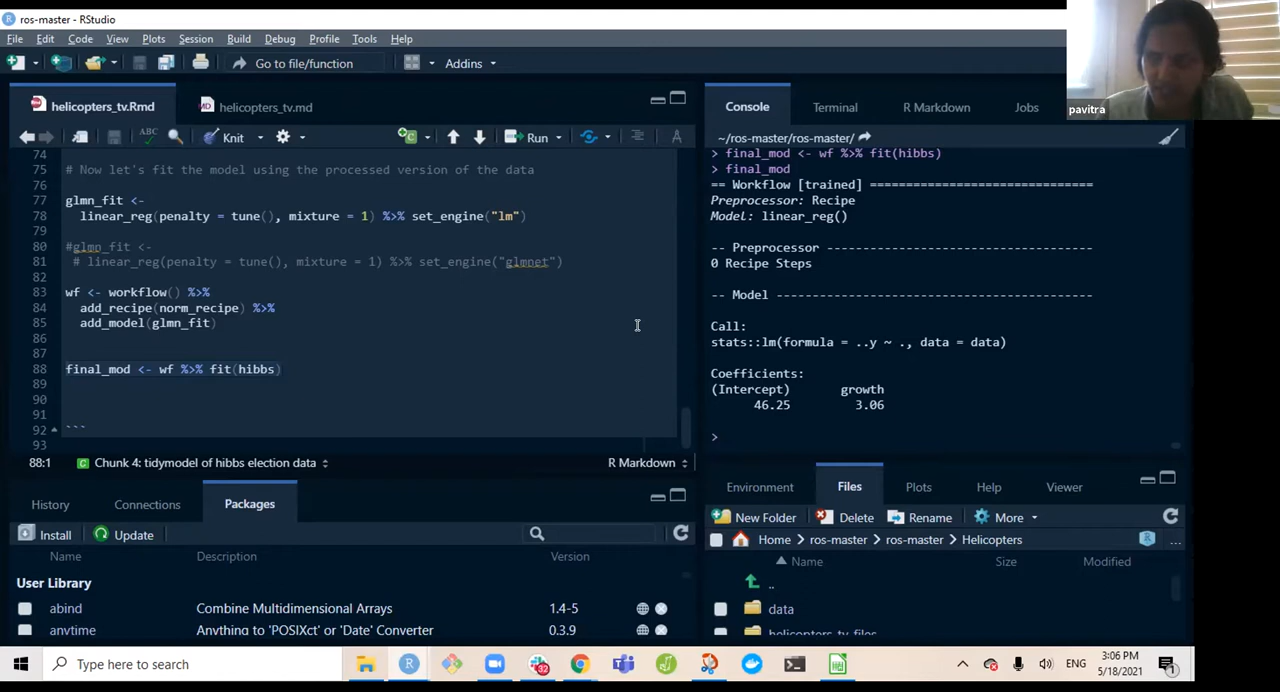 ros-master - RStudio
File Edit Code View Plots Session Build Debug Profile Tools Help
Go to file/function Addins
pavitra
helicopters_tv.Rmd helicopters_tv.md
Knit Run
74
75 # Now let's fit the model using the processed version of the data
76
77 glmn_fit <-
78 linear_reg(penalty = tune(), mixture = 1) %>% set_engine("lm")
79
80 #glmn_fit <-
81 # linear_reg(penalty = tune(), mixture = 1) %>% set_engine("glmnet")
82
83 wf <- workflow() %>%
84 add_recipe(norm_recipe) %>%
85 add_model(glmn_fit)
86
87
88 final_mod <- wf %>% fit(hibbs)
89
90
91
92 ```
93
88:1 Chunk 4: tidymodel of hibbs election data R Markdown
Console Terminal R Markdown Jobs
~/ros-master/ros-master/
> final_mod <- wf %>% fit(hibbs)
> final_mod
== Workflow [trained] ==============================
Preprocessor: Recipe
Model: linear_reg()
-- Preprocessor ------------------------------------
0 Recipe Steps
-- Model -------------------------------------------
Call:
stats::lm(formula = ..y ~ ., data = data)
Coefficients:
(Intercept) growth
46.25 3.06
>
History Connections Packages
Install Update
Name Description Version
User Library
abind Combine Multidimensional Arrays 1.4-5
anytime Anything to 'POSIXct' or 'Date' Converter 0.3.9
Environment Files Plots Help Viewer
New Folder Delete Rename More
Home ros-master ros-master Helicopters ...
Name Size Modified
..
data
helicopters_tv_files
Type here to search
32
ENG
3:06 PM
5/18/2021
1